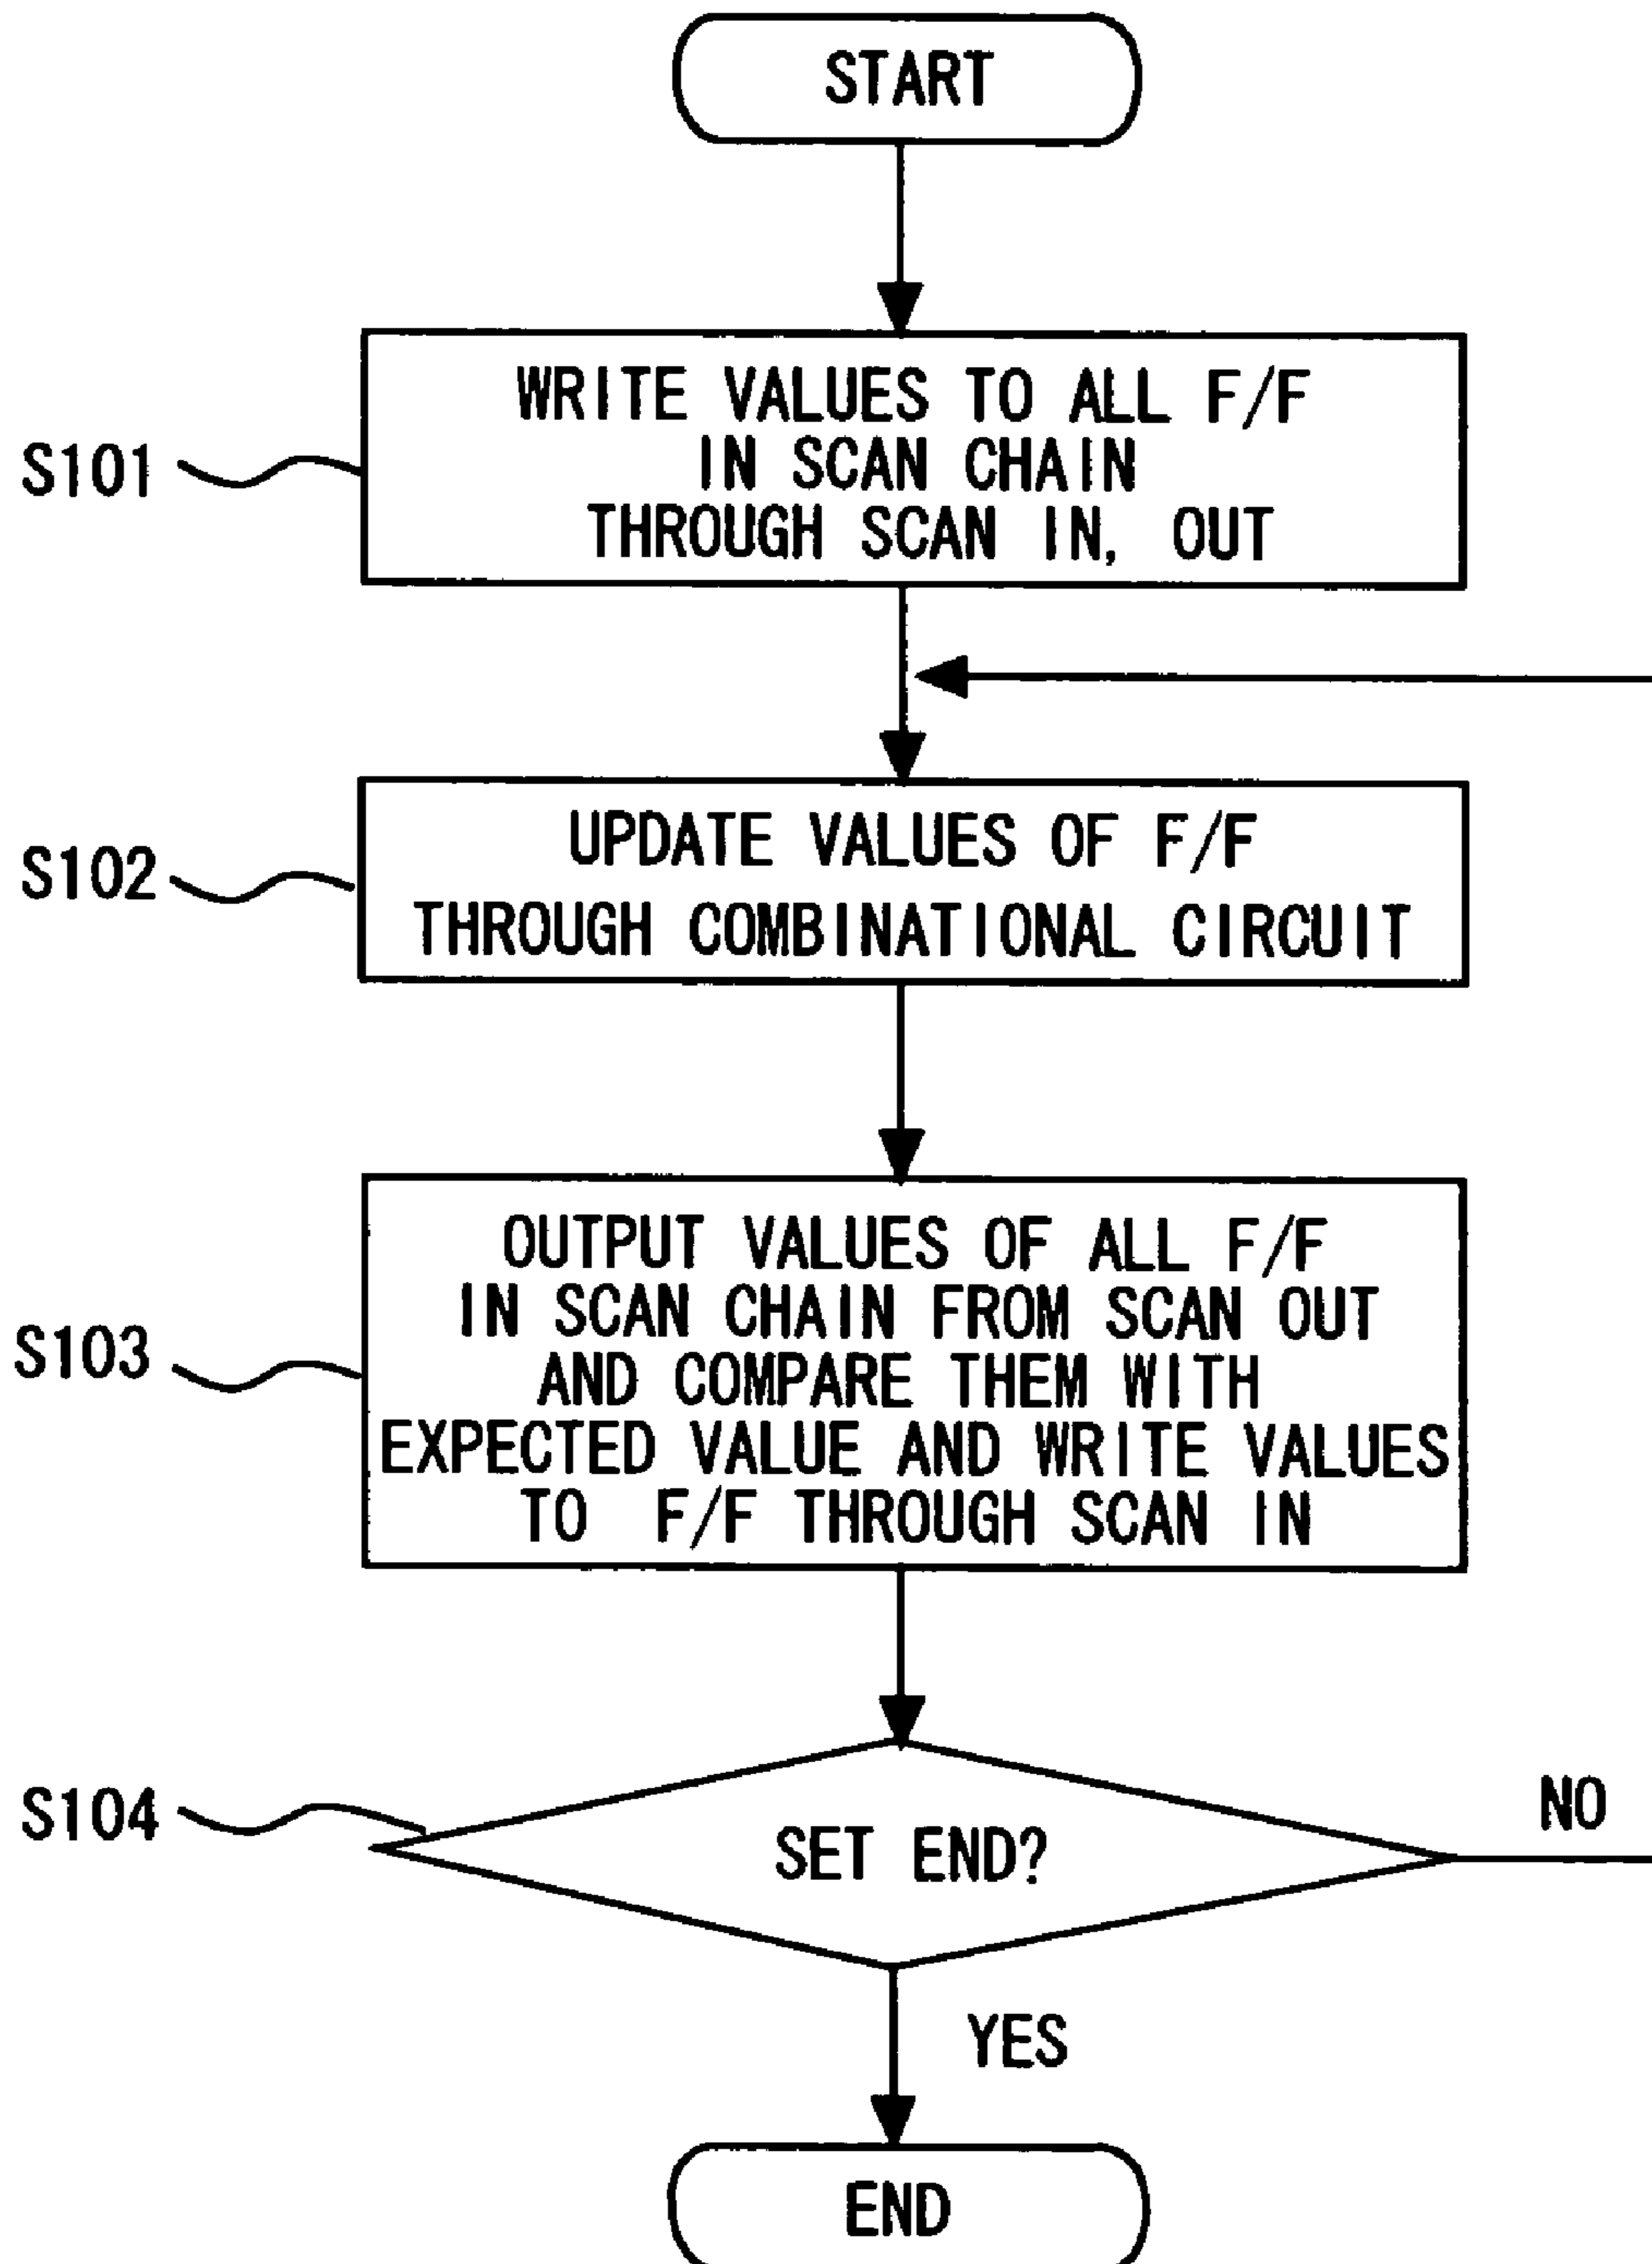 START
WRITE VALUES TO ALL F/F
IN SCAN CHAIN
THROUGH SCAN IN, OUT
S101
UPDATE VALUES OF F/F
THROUGH COMBINATIONAL CIRCUIT
S102
OUTPUT VALUES OF ALL F/F
IN SCAN CHAIN FROM SCAN OUT
AND COMPARE THEM WITH
EXPECTED VALUE AND WRITE VALUES
TO F/F THROUGH SCAN IN
S103
SET END?
S104
NO
YES
END